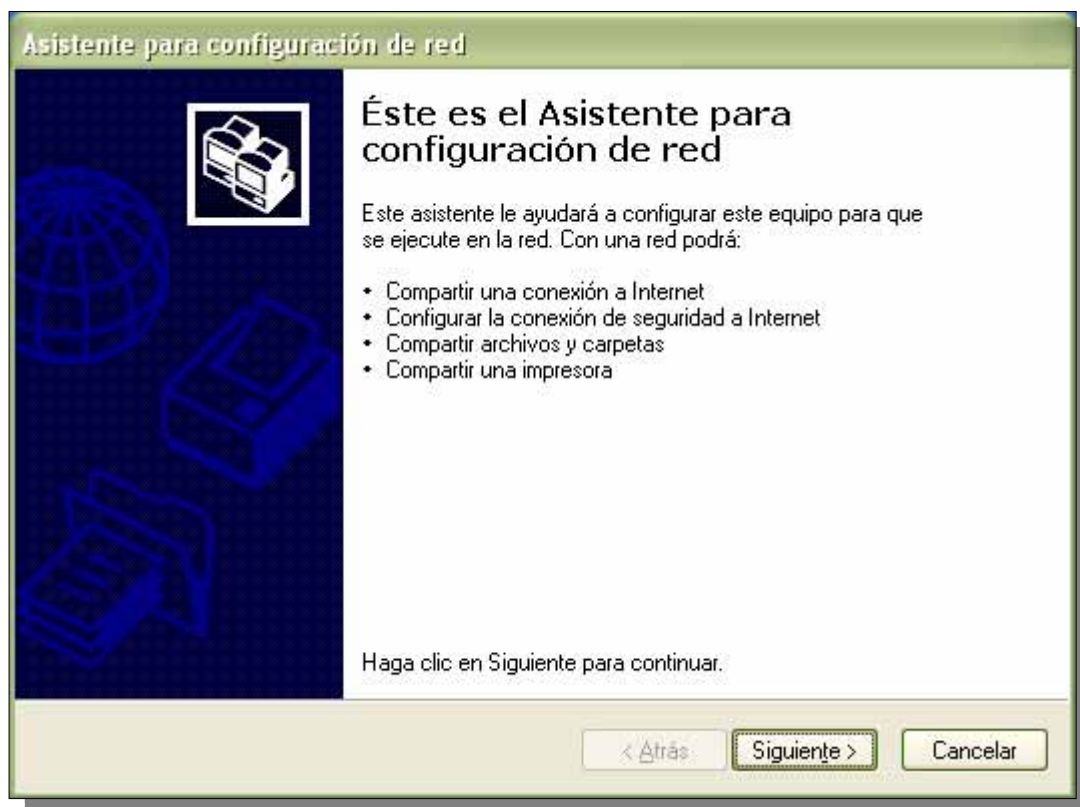 Asistente para configuración de red
Éste es el Asistente para
configuración de red
Este asistente le ayudará a configurar este equipo para que
se ejecute en la red. Con una red podrá:
• Compartir una conexión a Internet
• Configurar la conexión de seguridad a Internet
• Compartir archivos y carpetas
• Compartir una impresora
Haga clic en Siguiente para continuar.
< Atrás Siguiente > Cancelar